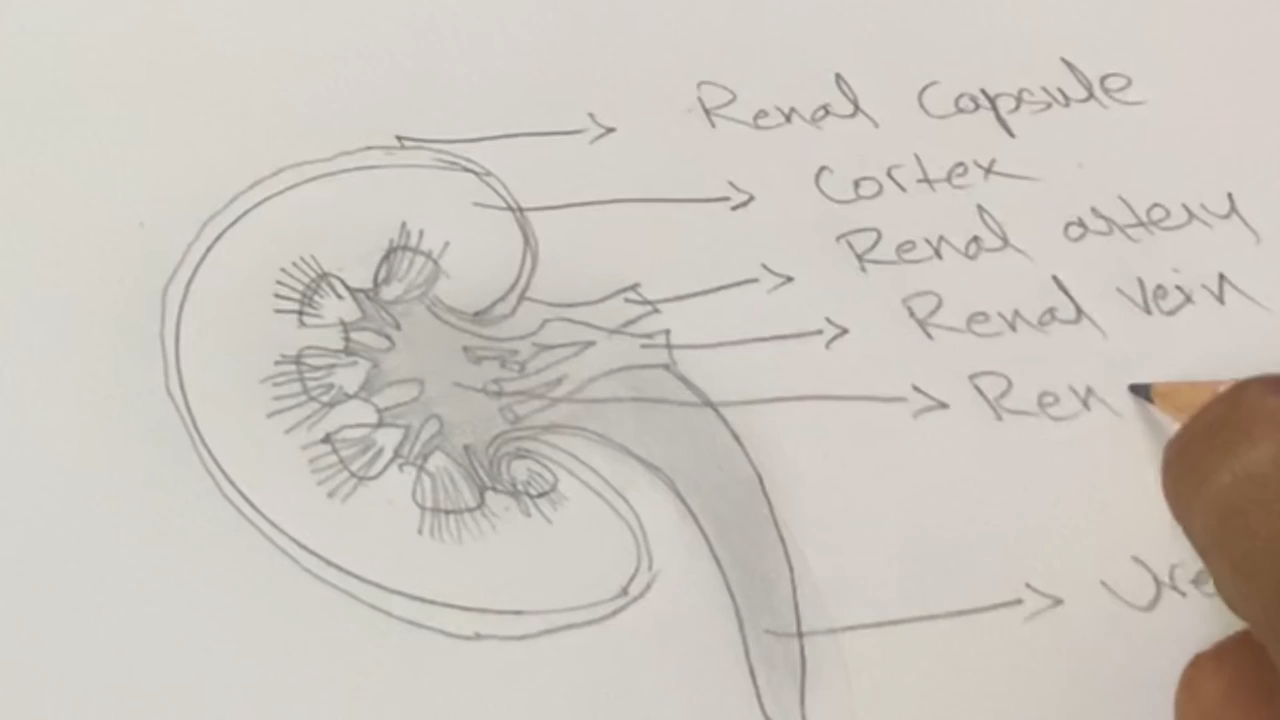 Renal Capsule
Cortex
Renal artery
Renal Vein
Ren
Ure